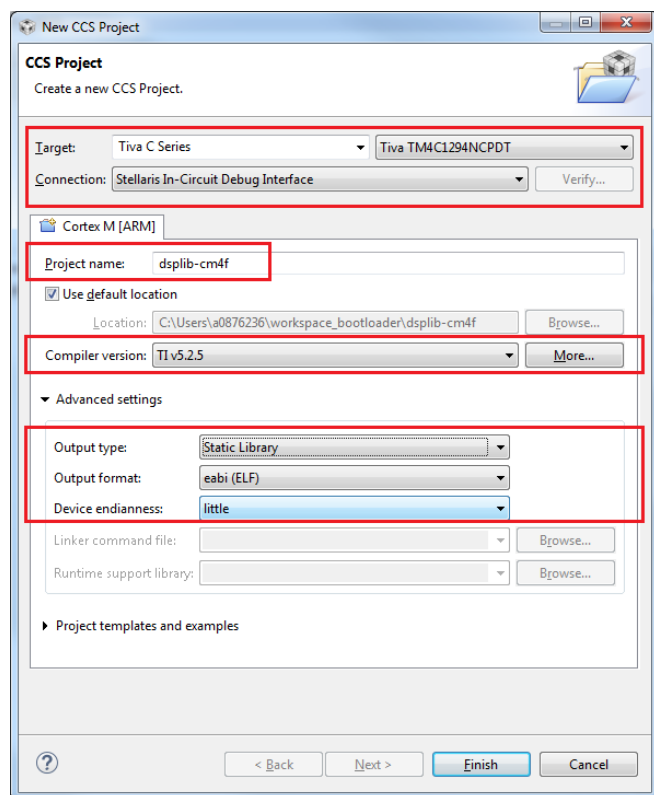 New CCS Project
CCS Project
Create a new CCS Project.
Target: Tiva C Series Tiva TM4C1294NCPDT
Connection: Stellaris In-Circuit Debug Interface Verify...
Cortex M [ARM]
Project name: dsplib-cm4f
Use default location
Location: C:\Users\a0876236\workspace_bootloader\dsplib-cm4f Browse...
Compiler version: TI v5.2.5 More...
Advanced settings
Output type: Static Library
Output format: eabi (ELF)
Device endianness: little
Linker command file: Browse...
Runtime support library: Browse...
Project templates and examples
? < Back Next > Finish Cancel